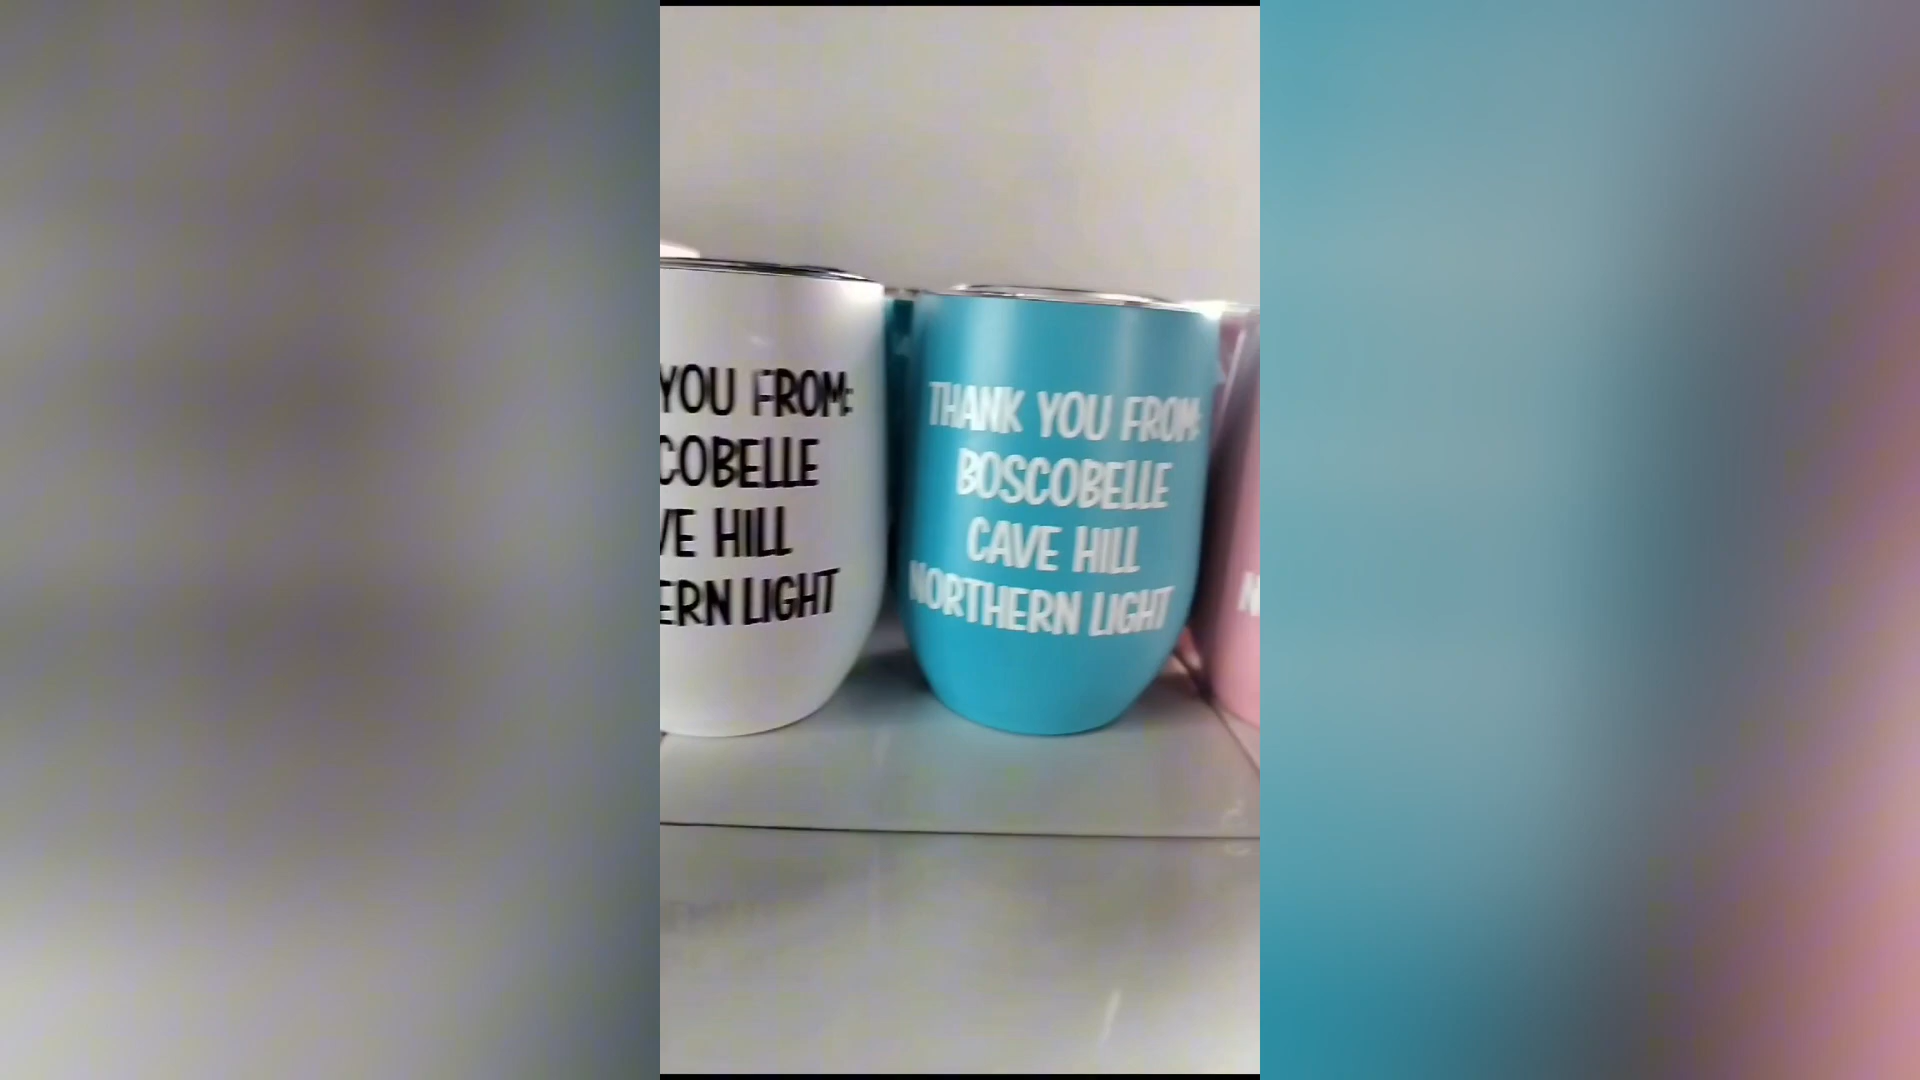 YOU FROM:
COBELLE
VE HILL
ERN LIGHT
THANK YOU FROM:
BOSCOBELLE
CAVE HILL
NORTHERN LIGHT
N